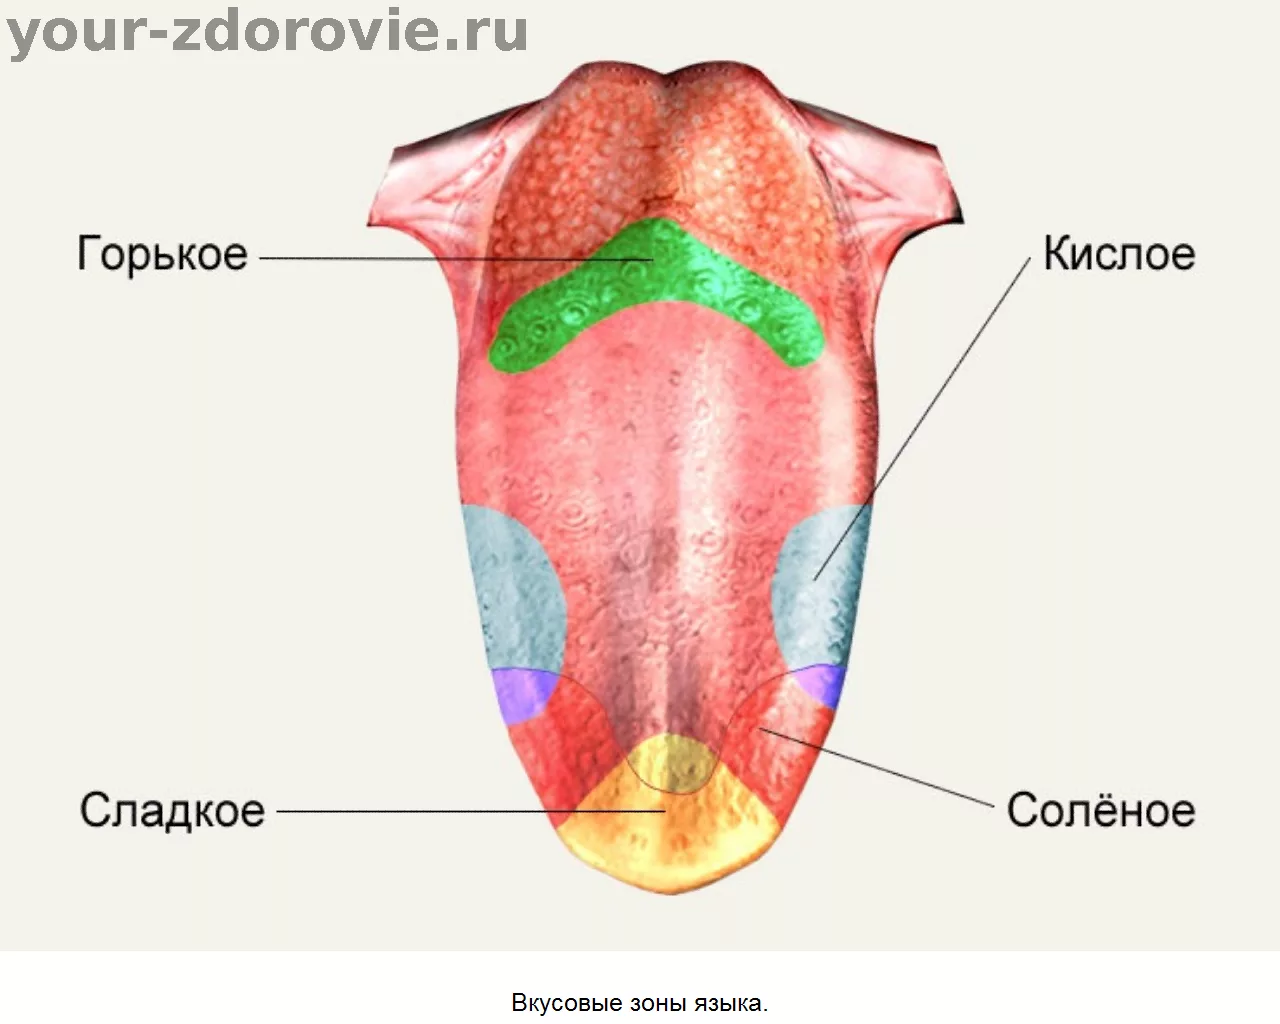 your-zdorovie.ru
Горькое
Кислое
Сладкое
Солёное
Вкусовые зоны языка.